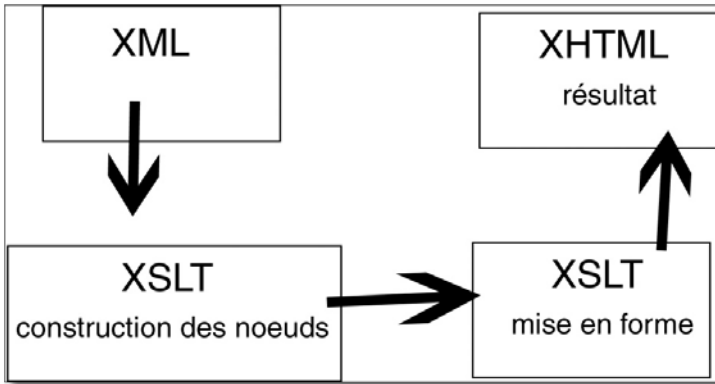 XML
XHTML
résultat
XSLT
construction des noeuds
XSLT
mise en forme